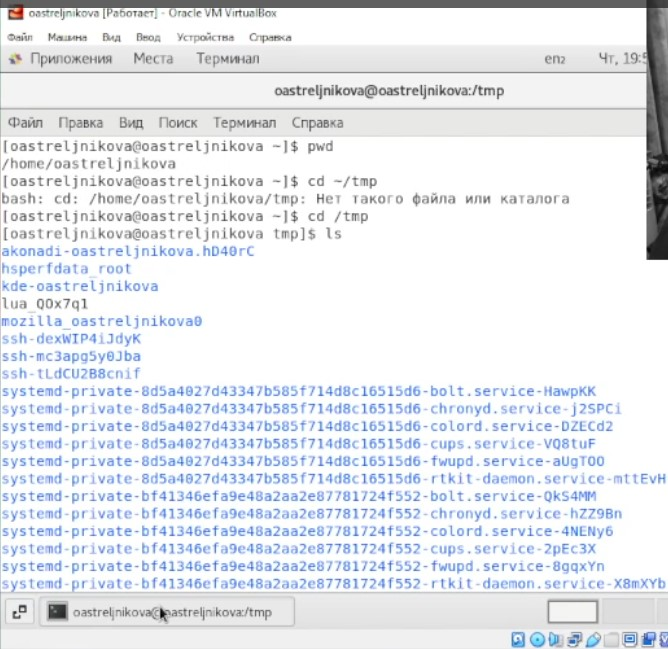 oastreljnikova [Работает] - Oracle VM VirtualBox
Файл Машина Вид Ввод Устройства Справка
Приложения Места Терминал en₂ Чт, 19:5
oastreljnikova@oastreljnikova:/tmp
Файл Правка Вид Поиск Терминал Справка
[oastreljnikova@oastreljnikova ~]$ pwd
/home/oastreljnikova
[oastreljnikova@oastreljnikova ~]$ cd ~/tmp
bash: cd: /home/oastreljnikova/tmp: Нет такого файла или каталога
[oastreljnikova@oastreljnikova ~]$ cd /tmp
[oastreljnikova@oastreljnikova tmp]$ ls
akonadi-oastreljnikova.hD40rC
hsperfdata_root
kde-oastreljnikova
lua_QOx7q1
mozilla_oastreljnikova0
ssh-dexWIP4iJdyK
ssh-mc3apg5y0Jba
ssh-tLdCU2B8cnif
systemd-private-8d5a4027d43347b585f714d8c16515d6-bolt.service-HawpKK
systemd-private-8d5a4027d43347b585f714d8c16515d6-chronyd.service-j2SPCi
systemd-private-8d5a4027d43347b585f714d8c16515d6-colord.service-DZECd2
systemd-private-8d5a4027d43347b585f714d8c16515d6-cups.service-VQ8tuF
systemd-private-8d5a4027d43347b585f714d8c16515d6-fwupd.service-aUgTOO
systemd-private-8d5a4027d43347b585f714d8c16515d6-rtkit-daemon.service-mttEvH
systemd-private-bf41346efa9e48a2aa2e87781724f552-bolt.service-QkS4MM
systemd-private-bf41346efa9e48a2aa2e87781724f552-chronyd.service-hZZ9Bn
systemd-private-bf41346efa9e48a2aa2e87781724f552-colord.service-4NENy6
systemd-private-bf41346efa9e48a2aa2e87781724f552-cups.service-2pEc3X
systemd-private-bf41346efa9e48a2aa2e87781724f552-fwupd.service-8gqxYn
systemd-private-bf41346efa9e48a2aa2e87781724f552-rtkit-daemon.service-X8mXYb
oastreljnikova@oastreljnikova:/tmp